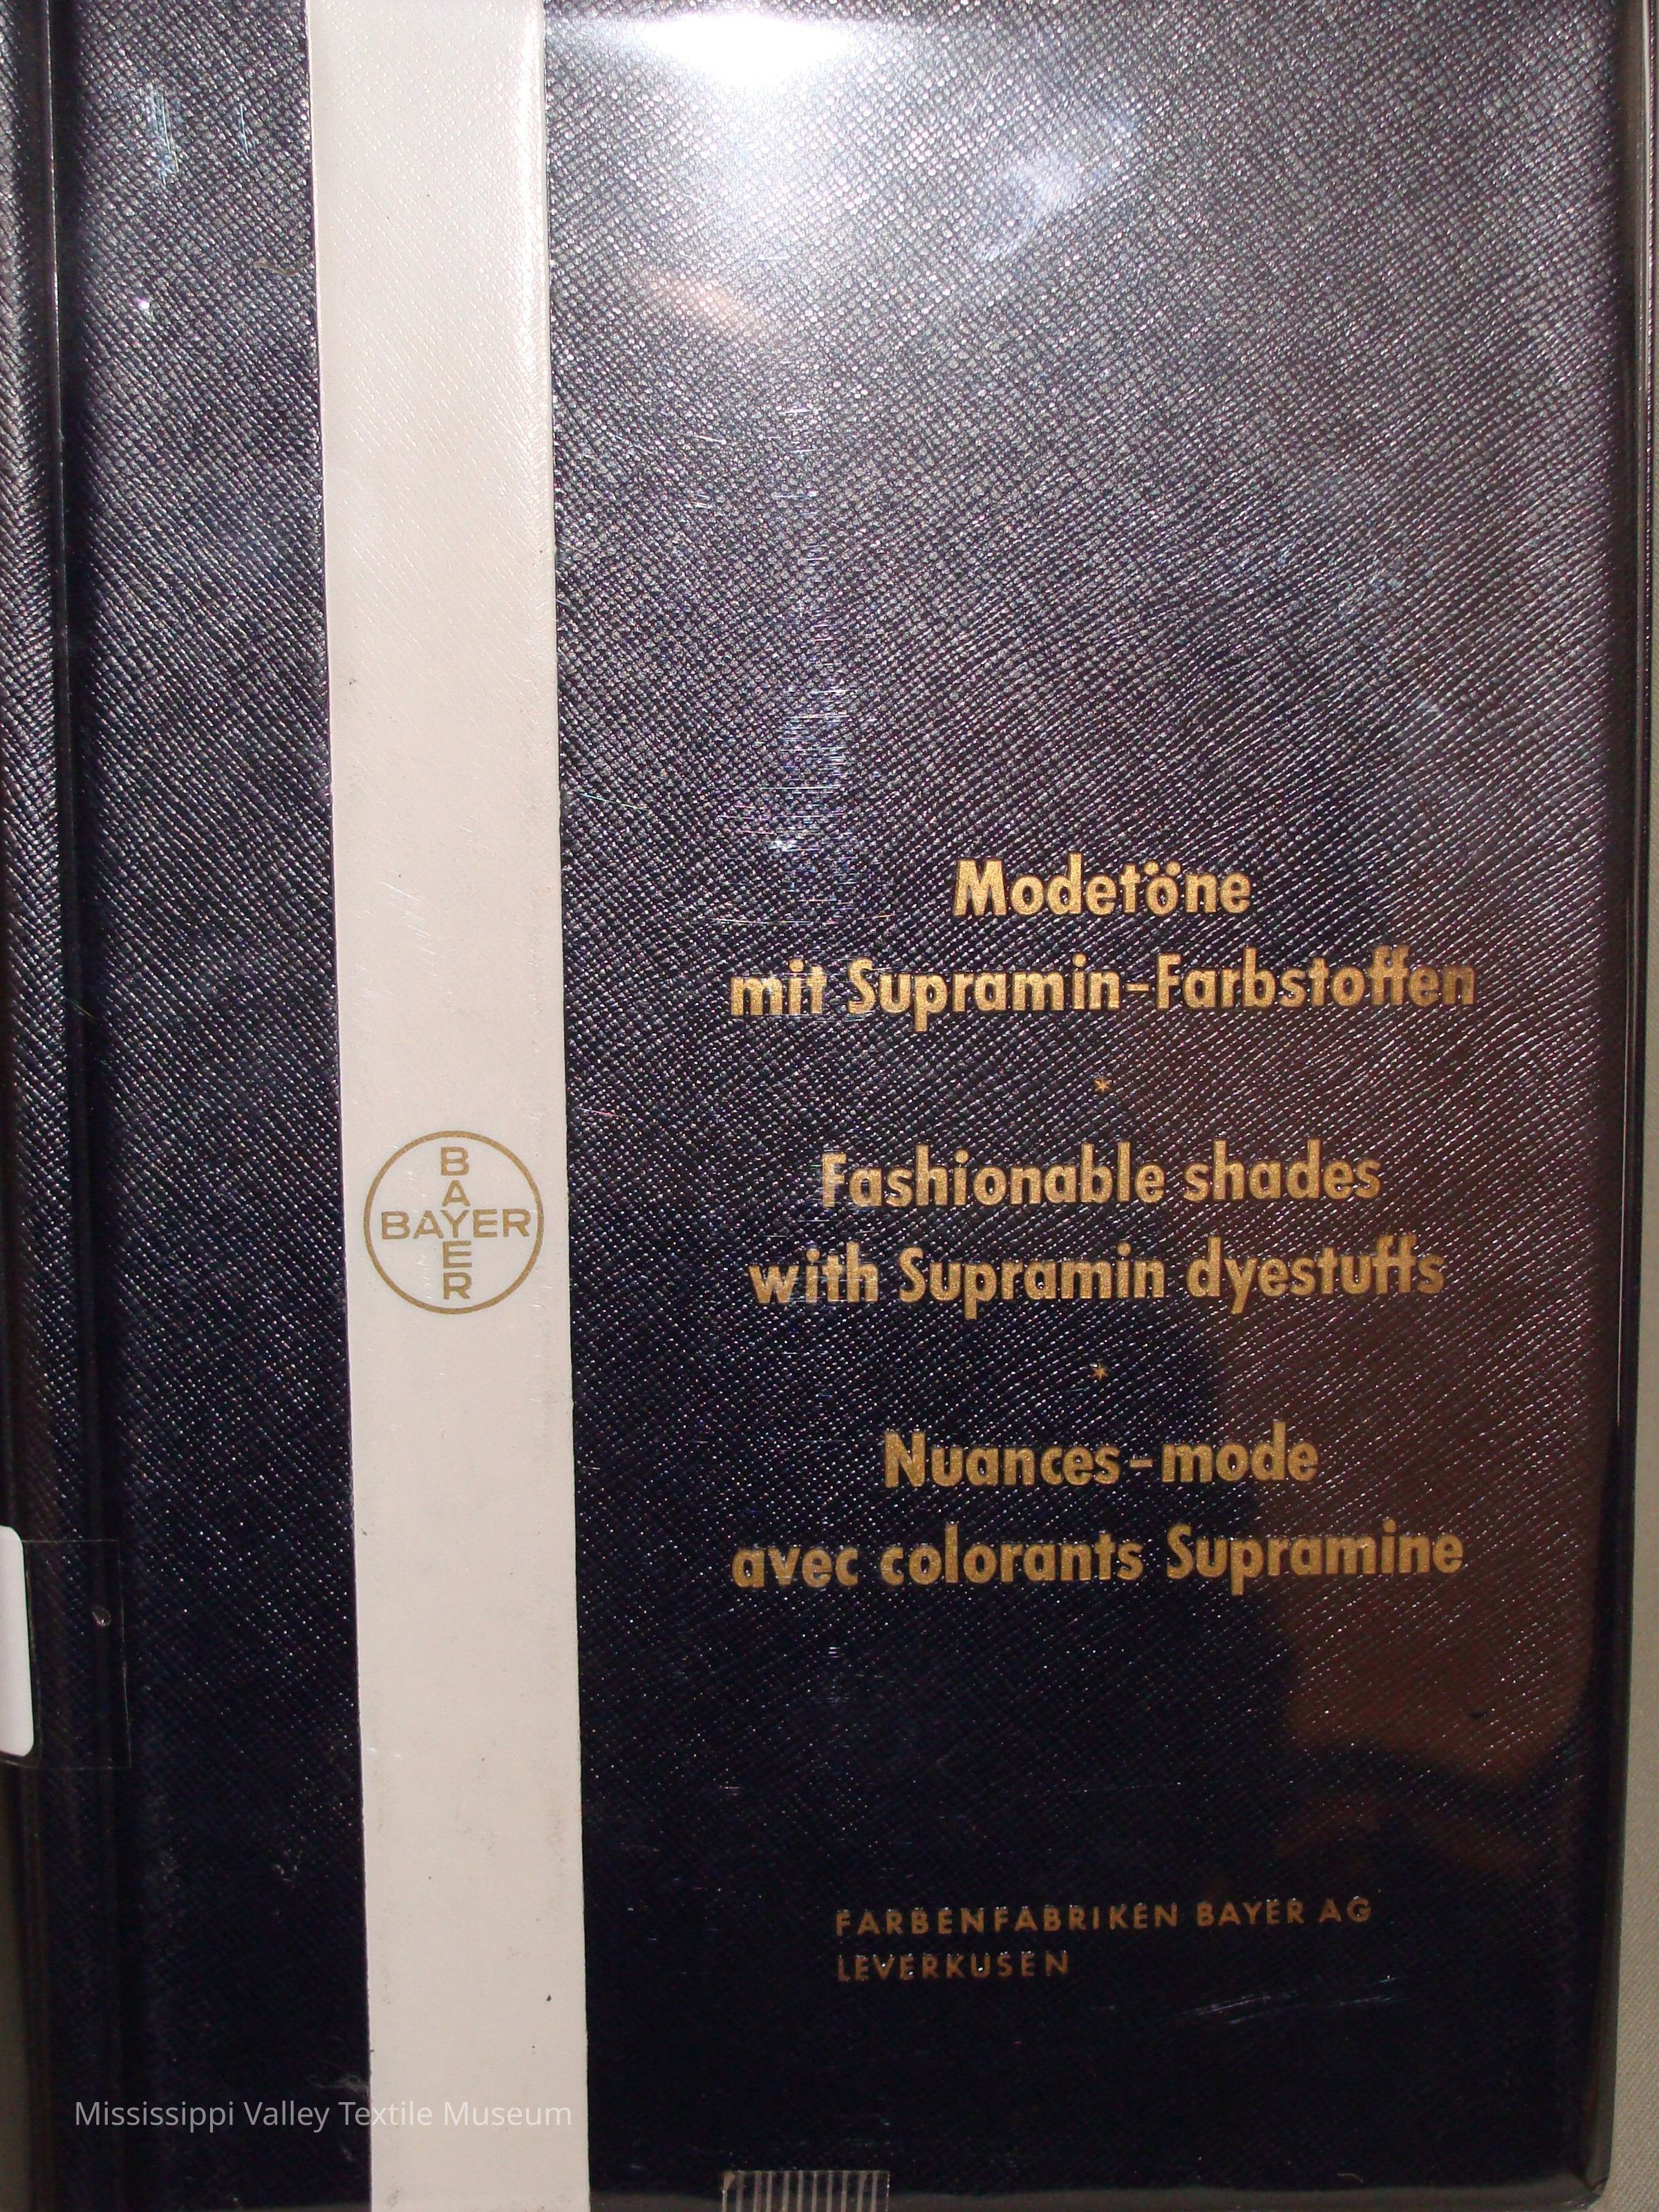 Modetöne
mit Supramin-Farbstoffen
*
Fashionable shades
with Supramin dyestuffs
*
Nuances-mode
avec colorants Supramine
B
A
BAYER
E
R
FARBENFABRIKEN BAYER AG
LEVERKUSEN
Mississippi Valley Textile Museum